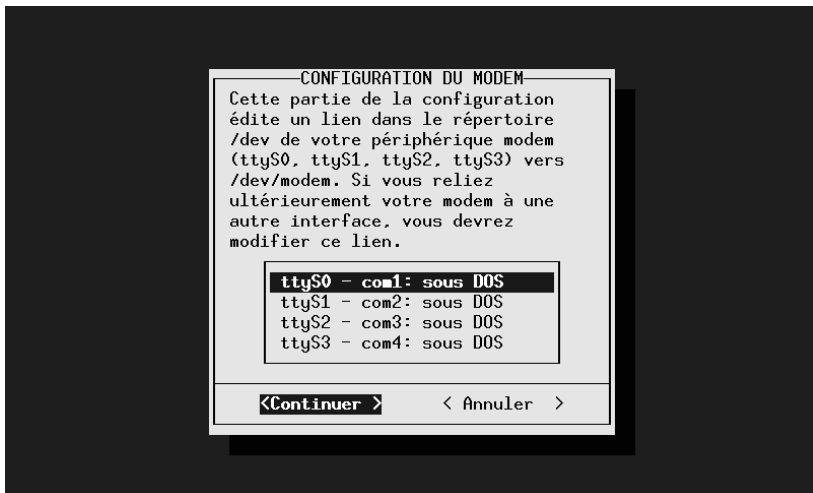 CONFIGURATION DU MODEM
Cette partie de la configuration
édite un lien dans le répertoire
/dev de votre périphérique modem
(ttyS0, ttyS1, ttyS2, ttyS3) vers
/dev/modem. Si vous reliez
ultérieurement votre modem à une
autre interface, vous devrez
modifier ce lien.
ttyS0 - com1: sous DOS
ttyS1 - com2: sous DOS
ttyS2 - com3: sous DOS
ttyS3 - com4: sous DOS
<Continuer > < Annuler >